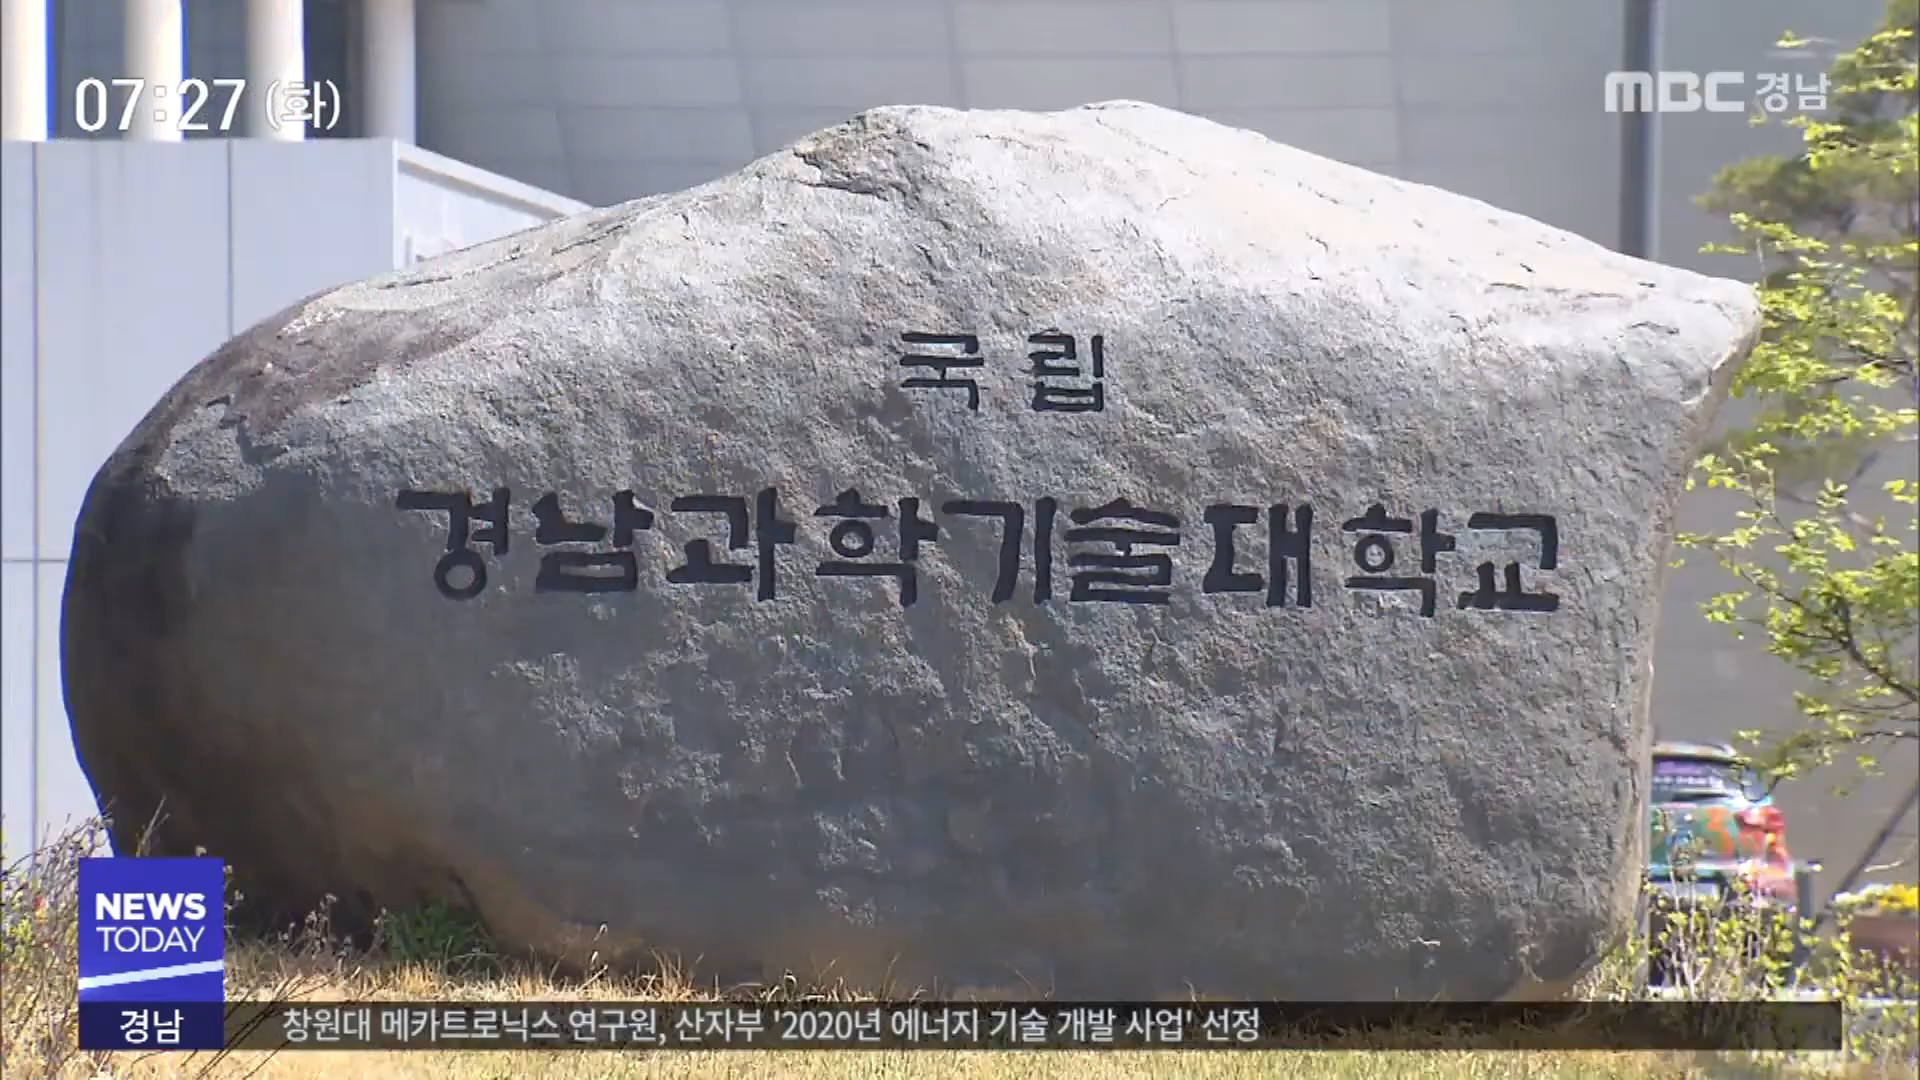 07:27 (화)
MBC 경남
국립
경남과학기술대학교
NEWS
TODAY
경남
창원대 메카트로닉스 연구원, 산자부 '2020년 에너지 기술 개발 사업' 선정